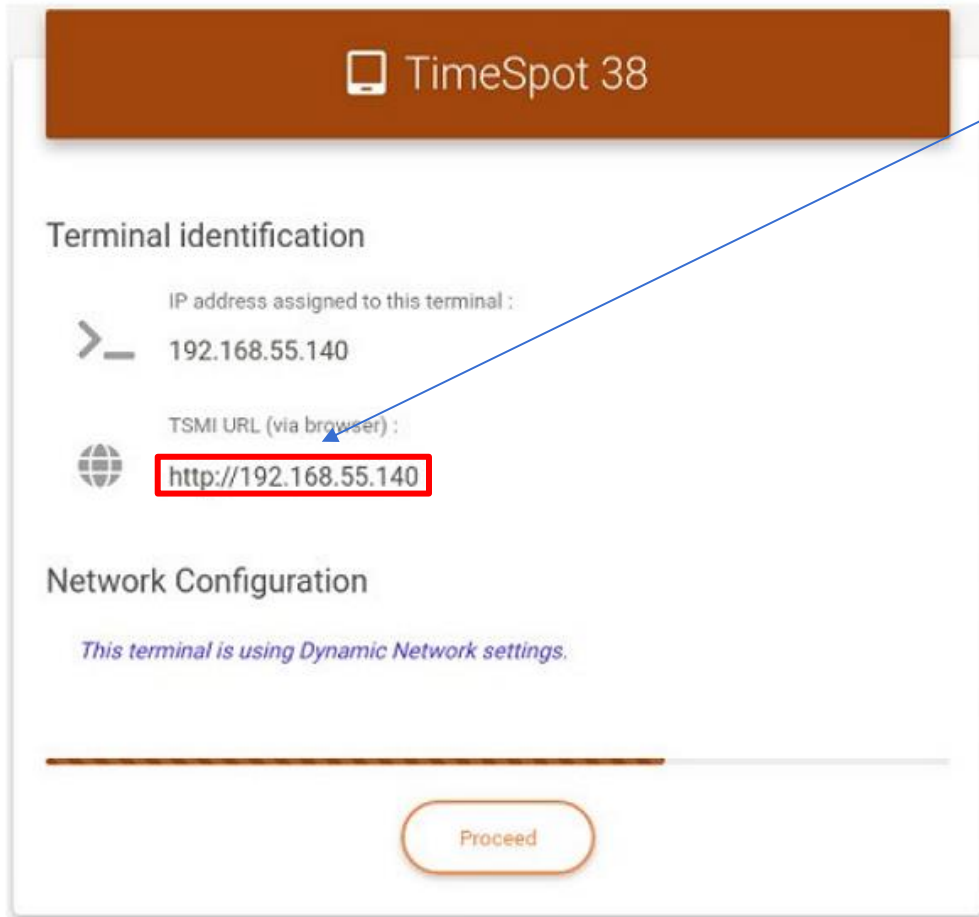 TimeSpot 38
Terminal identification
IP address assigned to this terminal :
192.168.55.140
TSMI URL (via browser) :
http://192.168.55.140
Network Configuration
This terminal is using Dynamic Network settings.
Proceed